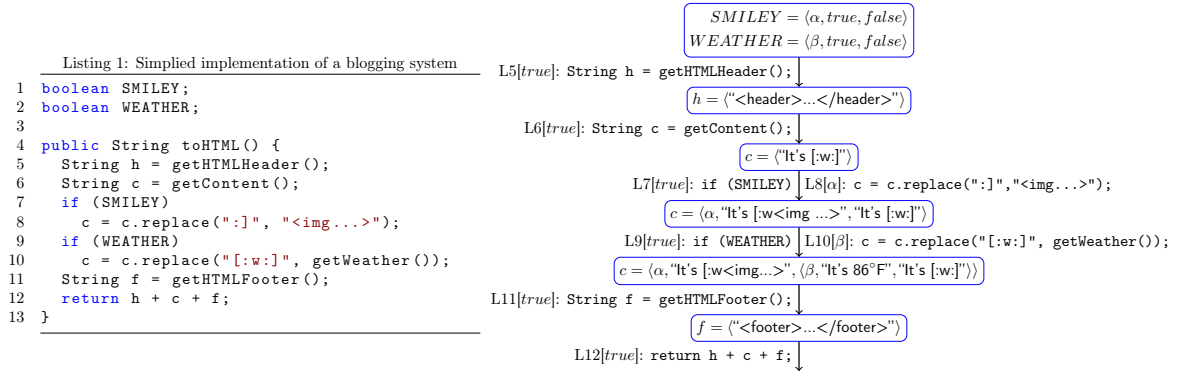 Listing 1: Simplied implementation of a blogging system
1 boolean SMILEY;
2 boolean WEATHER;
3
4 public String toHTML() {
5 String h = getHTMLHeader();
6 String c = getContent();
7 if (SMILEY)
8 c = c.replace(":]", "<img...>");
9 if (WEATHER)
10 c = c.replace("[:w:]", getWeather());
11 String f = getHTMLFooter();
12 return h + c + f;
13 }
SMILEY = ⟨α, true, false⟩
WEATHER = ⟨β, true, false⟩
L5[true]: String h = getHTMLHeader();
h = ⟨“<header>...</header>”⟩
L6[true]: String c = getContent();
c = ⟨“It's [:w:]”⟩
L7[true]: if (SMILEY) L8[α]: c = c.replace(":]","<img...>");
c = ⟨α,“It's [:w<img ...>”,“It's [:w:]”⟩
L9[true]: if (WEATHER) L10[β]: c = c.replace("[:w:]", getWeather());
c = ⟨α,“It's [:w<img...>”, ⟨β,“It's 86°F”,“It's [:w:]”⟩⟩
L11[true]: String f = getHTMLFooter();
f = ⟨“<footer>...</footer>”⟩
L12[true]: return h + c + f;